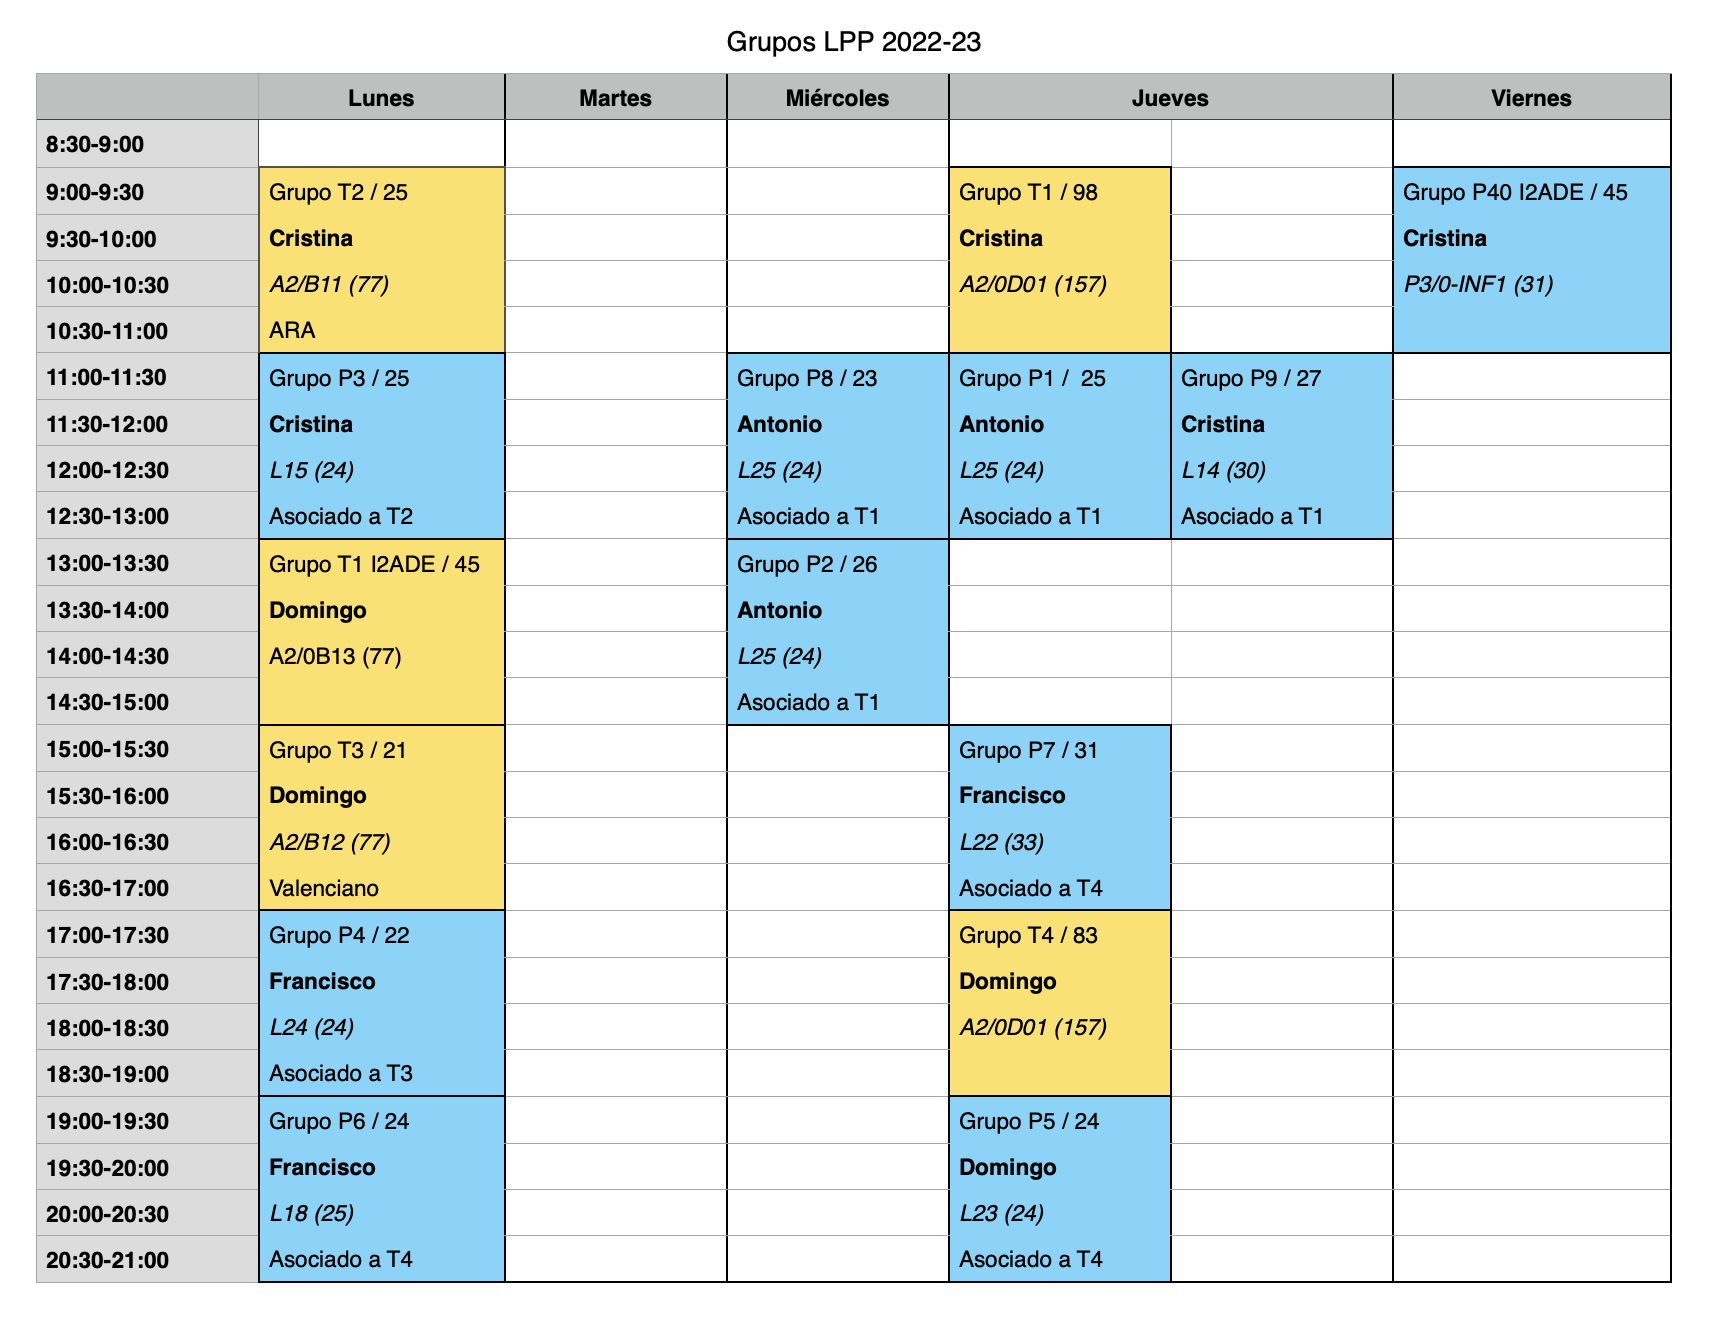 Grupos LPP 2022-23
Lunes Martes Miércoles Jueves Viernes
8:30-9:00
9:00-9:30 Grupo T2 / 25 Grupo T1 / 98 Grupo P40 I2ADE / 45
9:30-10:00 Cristina Cristina Cristina
10:00-10:30 A2/B11 (77) A2/0D01 (157) P3/0-INF1 (31)
10:30-11:00 ARA
11:00-11:30 Grupo P3 / 25 Grupo P8 / 23 Grupo P1 / 25 Grupo P9 / 27
11:30-12:00 Cristina Antonio Antonio Cristina
12:00-12:30 L15 (24) L25 (24) L25 (24) L14 (30)
12:30-13:00 Asociado a T2 Asociado a T1 Asociado a T1 Asociado a T1
13:00-13:30 Grupo T1 I2ADE / 45 Grupo P2 / 26
13:30-14:00 Domingo Antonio
14:00-14:30 A2/0B13 (77) L25 (24)
14:30-15:00 Asociado a T1
15:00-15:30 Grupo T3 / 21 Grupo P7 / 31
15:30-16:00 Domingo Francisco
16:00-16:30 A2/B12 (77) L22 (33)
16:30-17:00 Valenciano Asociado a T4
17:00-17:30 Grupo P4 / 22 Grupo T4 / 83
17:30-18:00 Francisco Domingo
18:00-18:30 L24 (24) A2/0D01 (157)
18:30-19:00 Asociado a T3
19:00-19:30 Grupo P6 / 24 Grupo P5 / 24
19:30-20:00 Francisco Domingo
20:00-20:30 L18 (25) L23 (24)
20:30-21:00 Asociado a T4 Asociado a T4